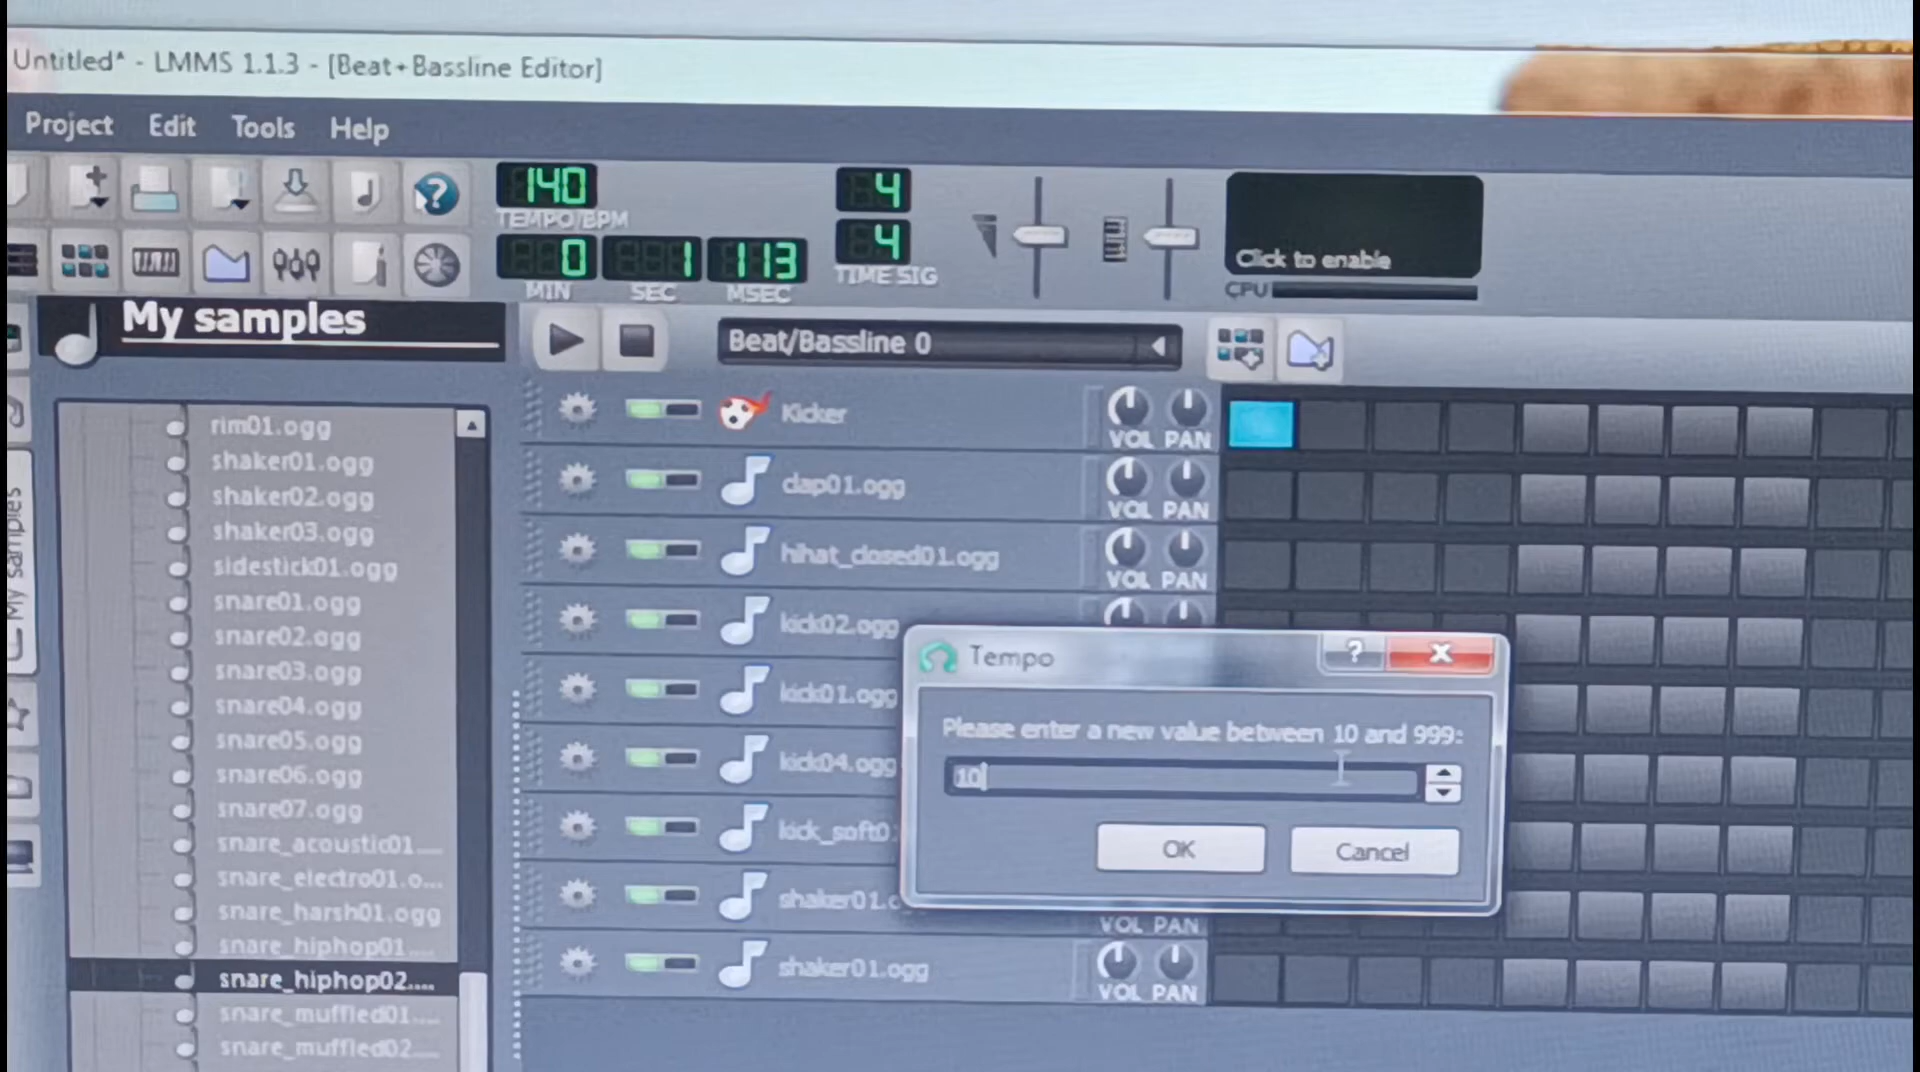 Untitled* - LMMS 1.1.3 - [Beat+Bassline Editor]
Project Edit Tools Help
140
TEMPO/BPM
4
0 1 113
MIN SEC MSEC
4
TIME SIG
Click to enable
CPU
My samples
Beat/Bassline 0
My samples
rim01.ogg
shaker01.ogg
shaker02.ogg
shaker03.ogg
sidestick01.ogg
snare01.ogg
snare02.ogg
snare03.ogg
snare04.ogg
snare05.ogg
snare06.ogg
snare07.ogg
snare_acoustic01....
snare_electro01.o...
snare_harsh01.ogg
snare_hiphop01....
snare_hiphop02....
snare_muffled01....
snare_muffled02....
Kicker
VOL PAN
clap01.ogg
VOL PAN
hihat_closed01.ogg
VOL PAN
kick02.ogg
kick01.ogg
kick04.ogg
kick_soft0
shaker01.o
VOL PAN
shaker01.ogg
VOL PAN
Tempo
?
X
Please enter a new value between 10 and 999:
10
OK Cancel